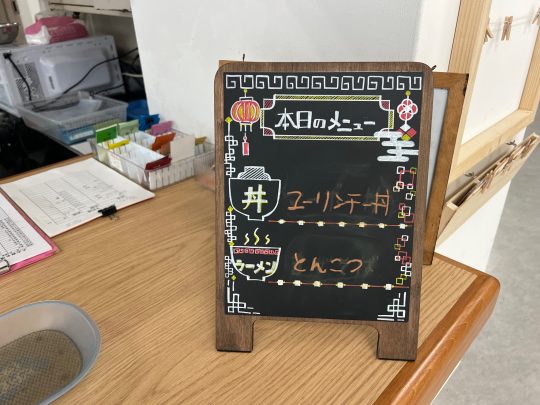 本日のメニュー
丼 ユーリンチー丼
ラーメン とんこつ